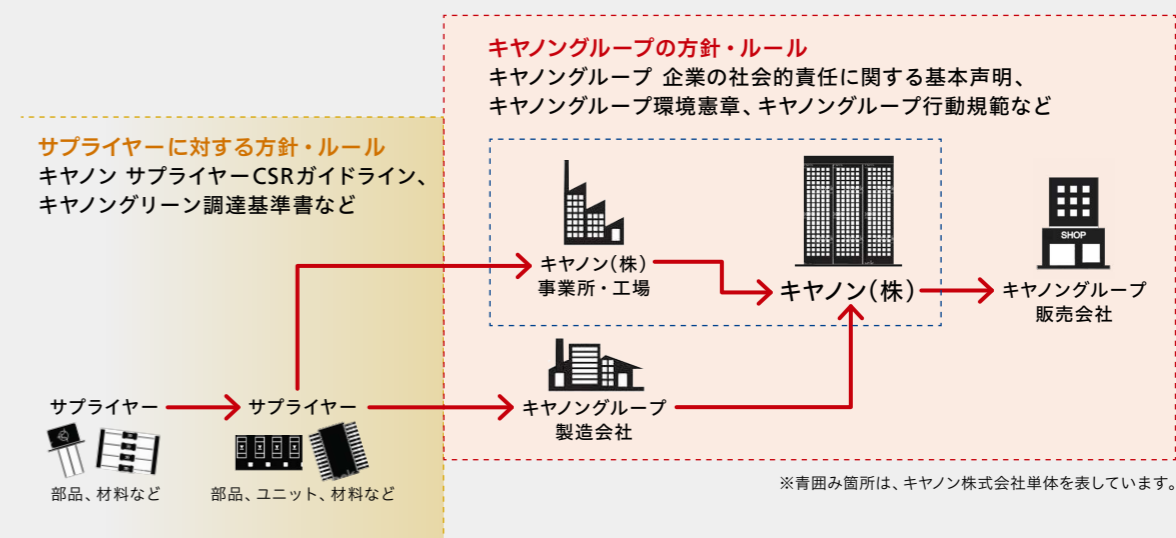 キヤノングループの方針・ルール
キヤノングループ 企業の社会的責任に関する基本声明、
キヤノングループ環境憲章、キヤノングループ行動規範など
サプライヤーに対する方針・ルール
キヤノン サプライヤーCSRガイドライン、
キヤノングリーン調達基準書など
キヤノン(株)
事業所・工場
キヤノン(株)
SHOP
キヤノングループ
販売会社
サプライヤー
サプライヤー
キヤノングループ
製造会社
部品、材料など
部品、ユニット、材料など
※青囲み箇所は、キヤノン株式会社単体を表しています。